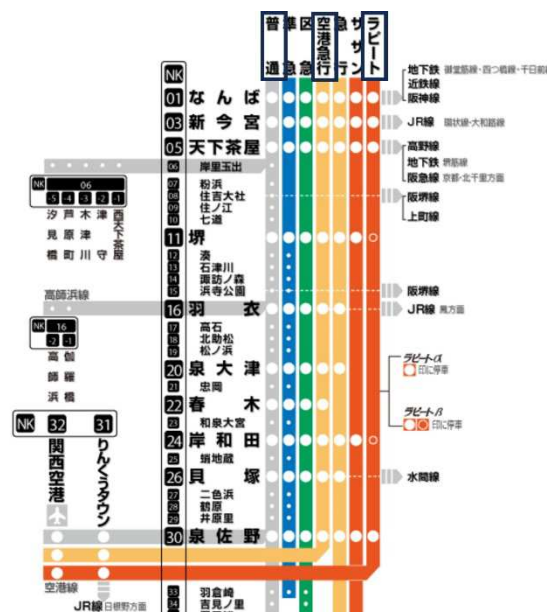 普通
準急
区急
空港急行
急行
サザン
ラピート
NK
01 なんば
地下鉄 御堂筋線・四つ橋線・千日前
近鉄線
阪神線
03 新今宮
JR線 環状線・大和路線
05 天下茶屋
高野線
地下鉄 堺筋線
阪急線 京都・北千里方面
06 岸里玉出
NK 06
-5 -4 -3 -2 -1
汐見橋
芦原町
木津川
津守
西天下茶屋
07 粉浜
08 住吉大社
09 住ノ江
10 七道
阪堺線
上町線
11 堺
12 湊
13 石津川
14 諏訪ノ森
15 浜寺公園
阪堺線
高師浜線
16 羽衣
JR線 鳳方面
NK 16
-2 -1
高師浜
伽羅橋
17 高石
18 北助松
19 松ノ浜
20 泉大津
21 忠岡
22 春木
23 和泉大宮
24 岸和田
25 蛸地蔵
26 貝塚
水間線
27 二色浜
28 鶴原
29 井原里
30 泉佐野
ラピートα
印に停車
ラピートβ
印に停車
NK 32 31
関西空港
りんくうタウン
空港線
JR線 日根野方面
33 羽倉崎
34 吉見ノ里